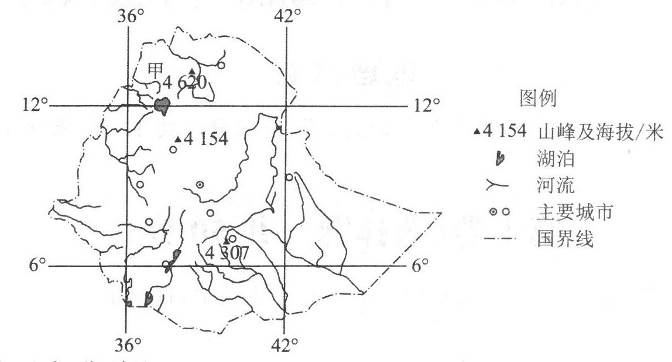 36° 42°
甲
4 620
12° 12°
4 154
4 307
6° 6°
36° 42°
图例
4 154 山峰及海拔/米
湖泊
河流
主要城市
国界线